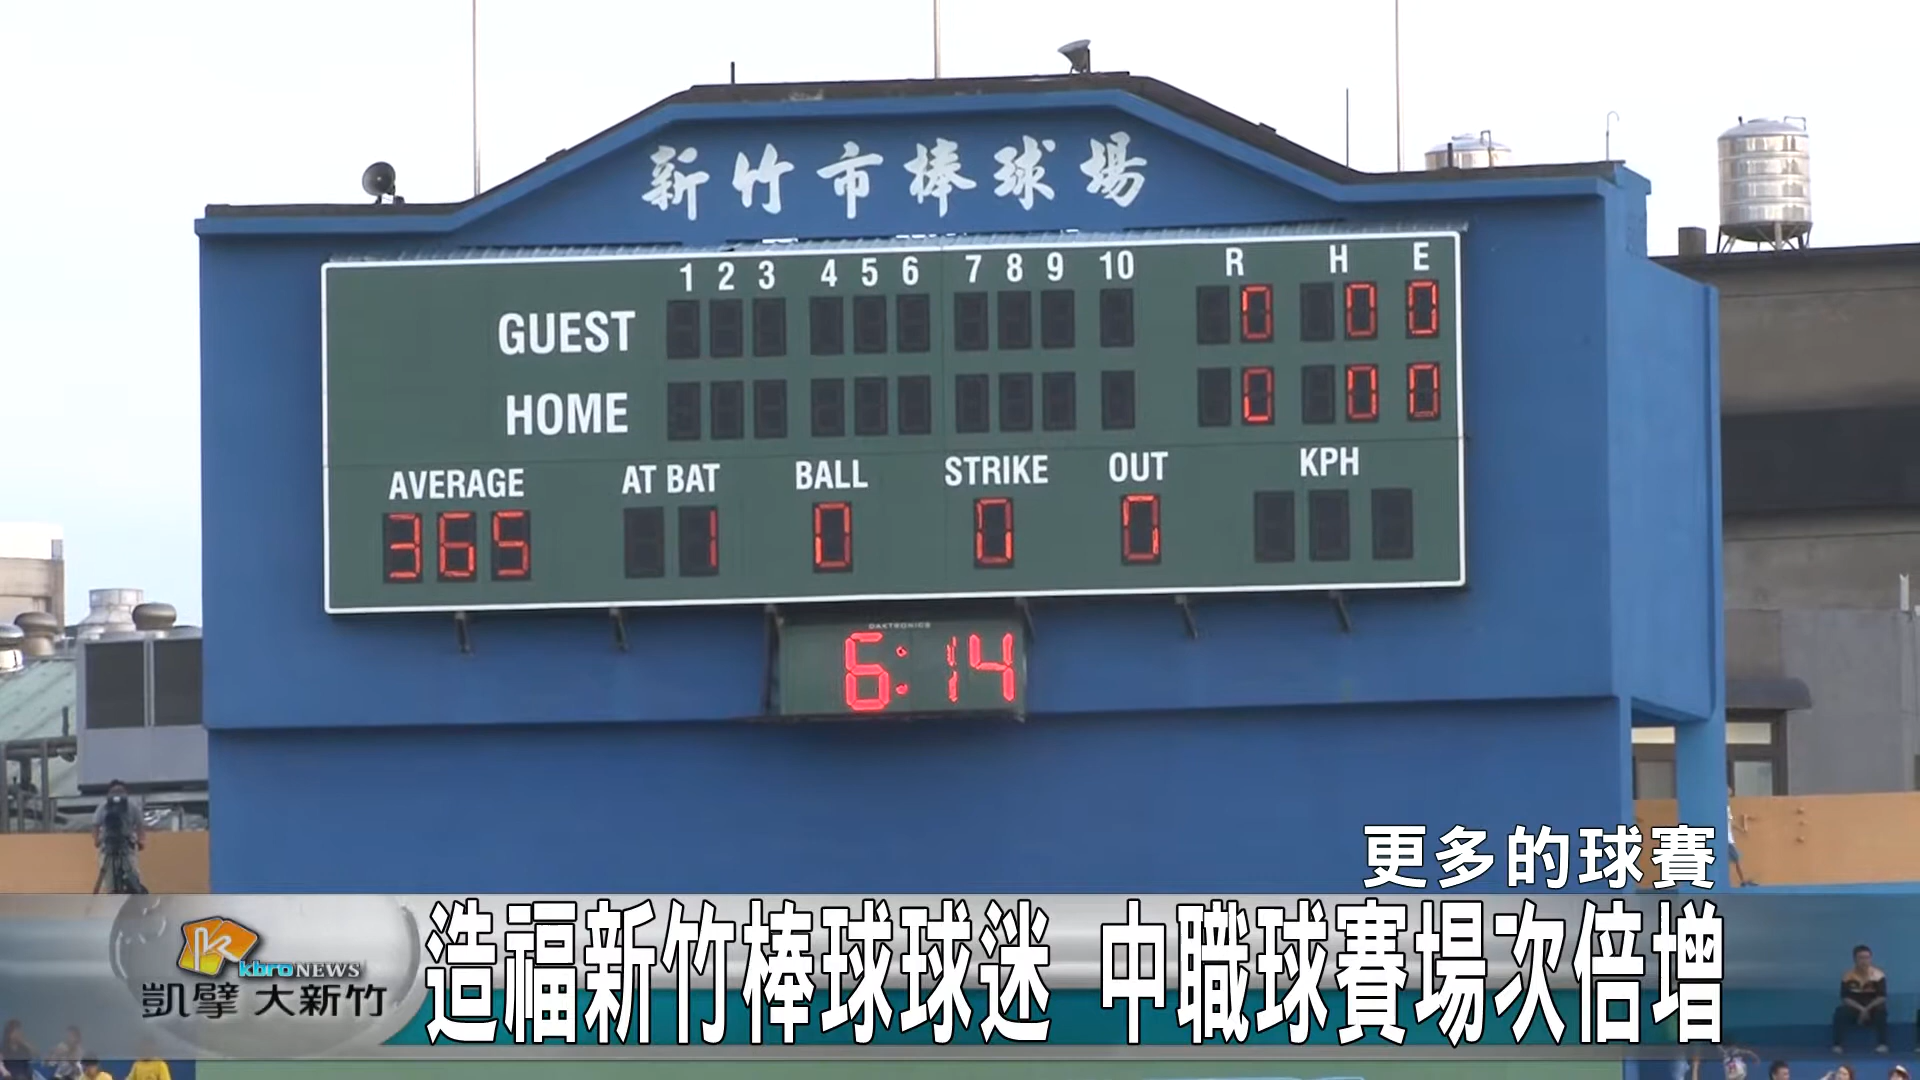 新竹市棒球場
1 2 3 4 5 6 7 8 9 10 R H E
GUEST 0 0 0
HOME 0 0 0
AVERAGE AT BAT BALL STRIKE OUT KPH
365 1 0 0 0
DAKTRONICS
6:14
更多的球賽
kbro NEWS
凱擘 大新竹
造福新竹棒球球迷 中職球賽場次倍增